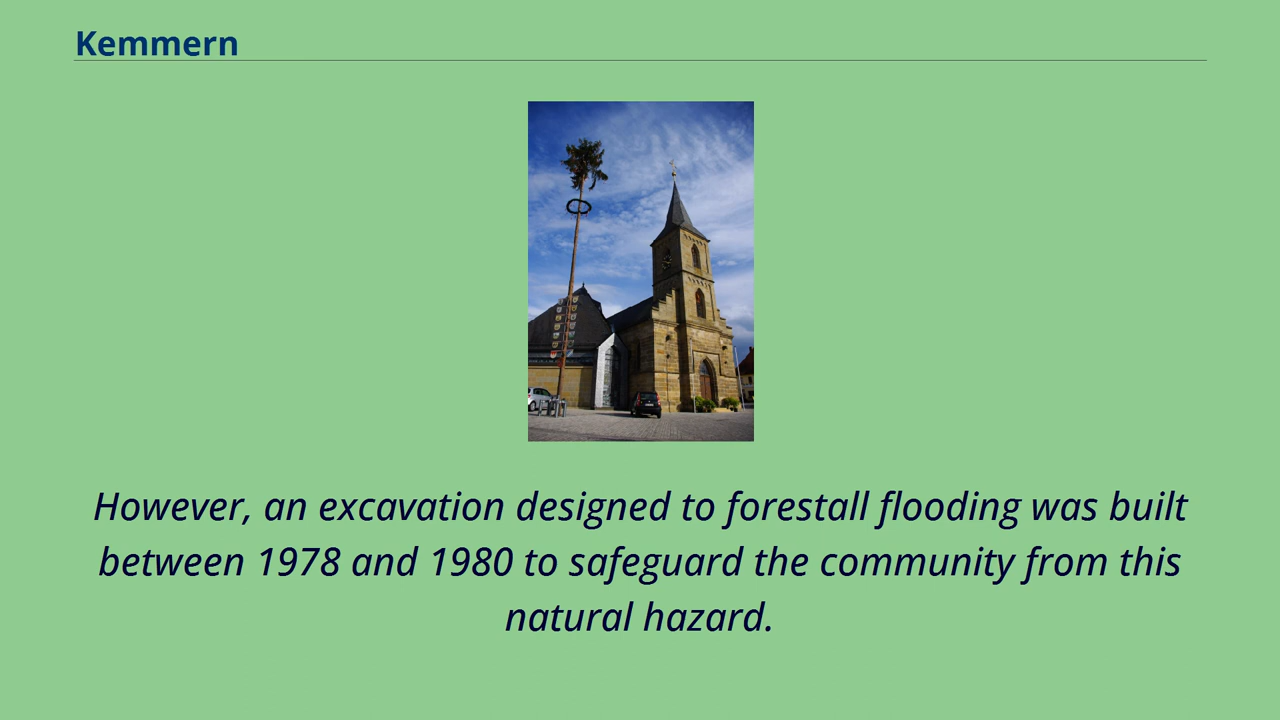 Kemmern
However, an excavation designed to forestall flooding was built
between 1978 and 1980 to safeguard the community from this
natural hazard.